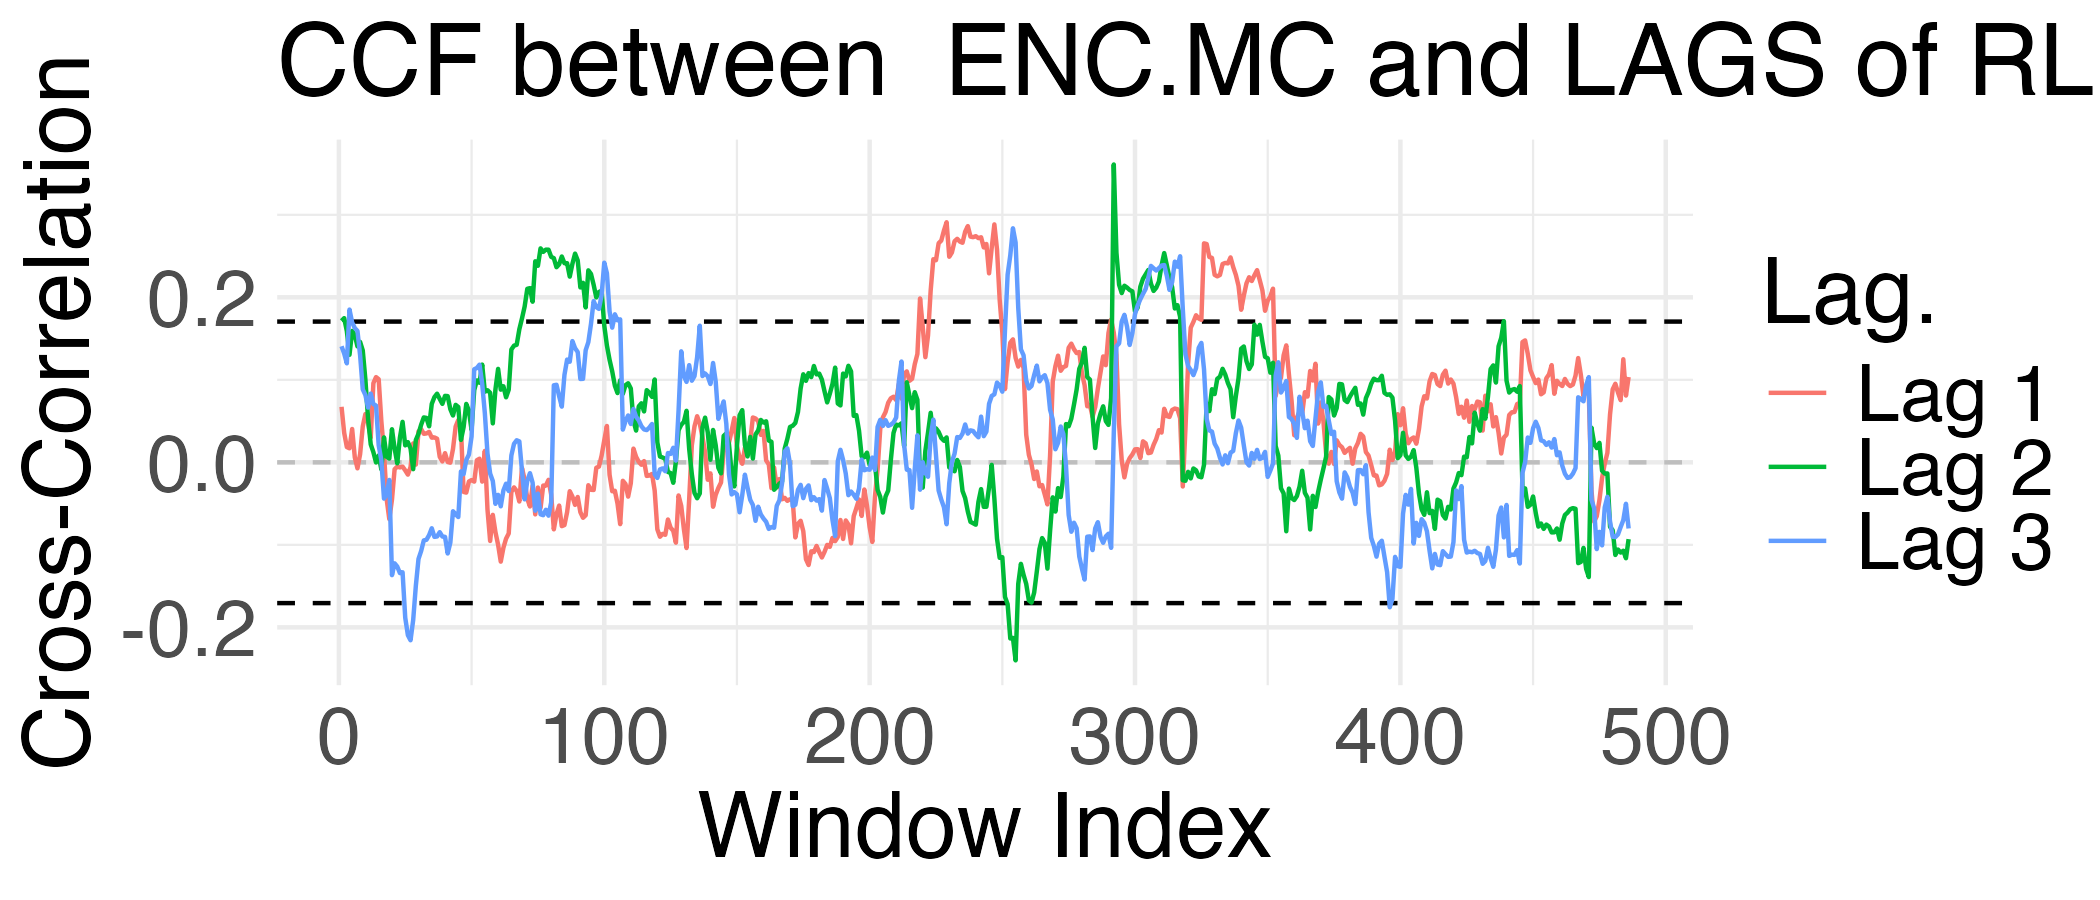 CCF between  ENC.MC and LAGS of RL
Cross-Correlation
0.2
0.0
-0.2
0 100 200 300 400 500
Window Index
Lag.
Lag 1
Lag 2
Lag 3